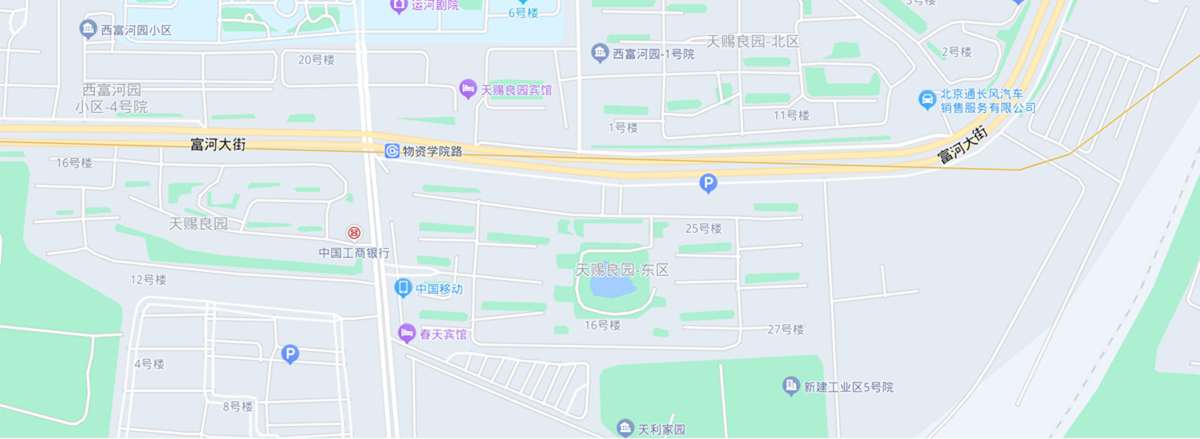 运河剧院
6号楼
西富河园小区
20号楼
西富河园-1号院
天赐良园-北区
2号楼
西富河园
小区-4号院
天赐良园宾馆
北京通长风汽车
销售服务有限公司
1号楼
11号楼
富河大街
物资学院路
富河大街
16号楼
P
天赐良园
25号楼
中国工商银行
天赐良园-东区
12号楼
中国移动
16号楼
27号楼
春天宾馆
P
4号楼
新建工业区5号院
8号楼
天利家园